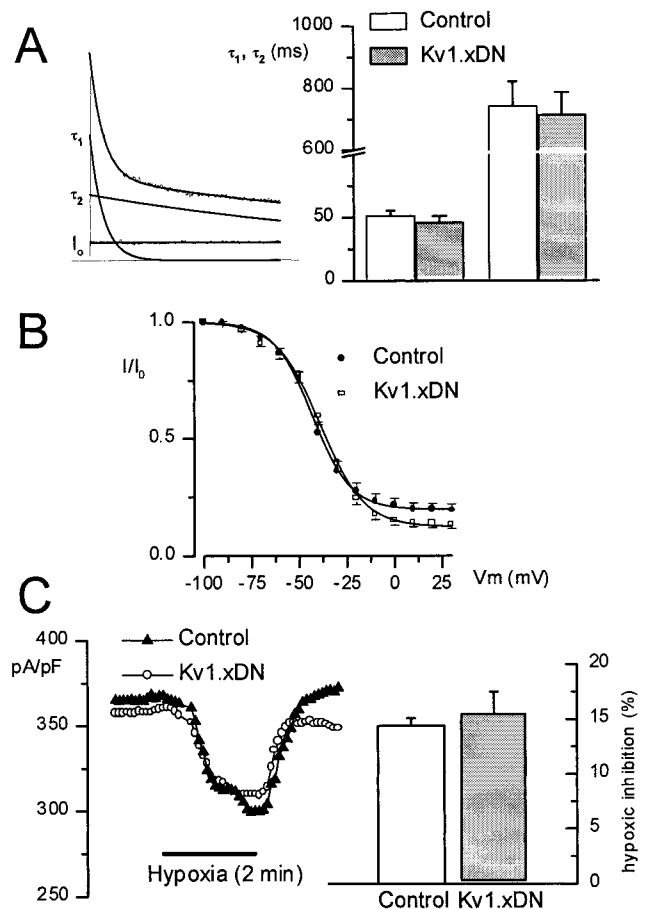 A
τ₁, τ₂ (ms)
Control
Kv1.xDN
1000
800
600
50
0
τ₁
τ₂
I₀
B
I/I₀
1.0
0.5
0.0
Control
Kv1.xDN
-100 -75 -50 -25 0 25
Vm (mV)
C
400
pA/pF
350
300
250
Control
Kv1.xDN
Hypoxia (2 min)
20
15
10
5
0
hypoxic inhibition (%)
Control Kv1.xDN